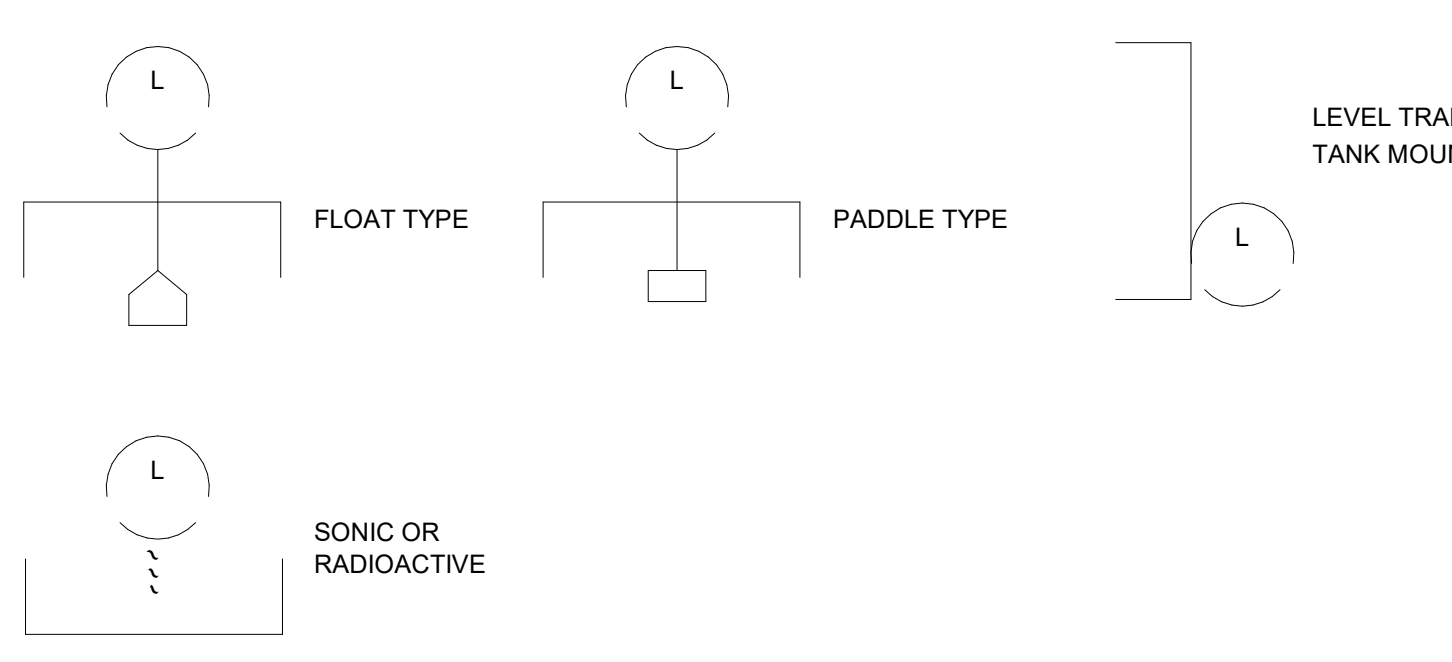 L
FLOAT TYPE
L
PADDLE TYPE
L
LEVEL
TANK
L
SONIC OR
RADIOACTIVE